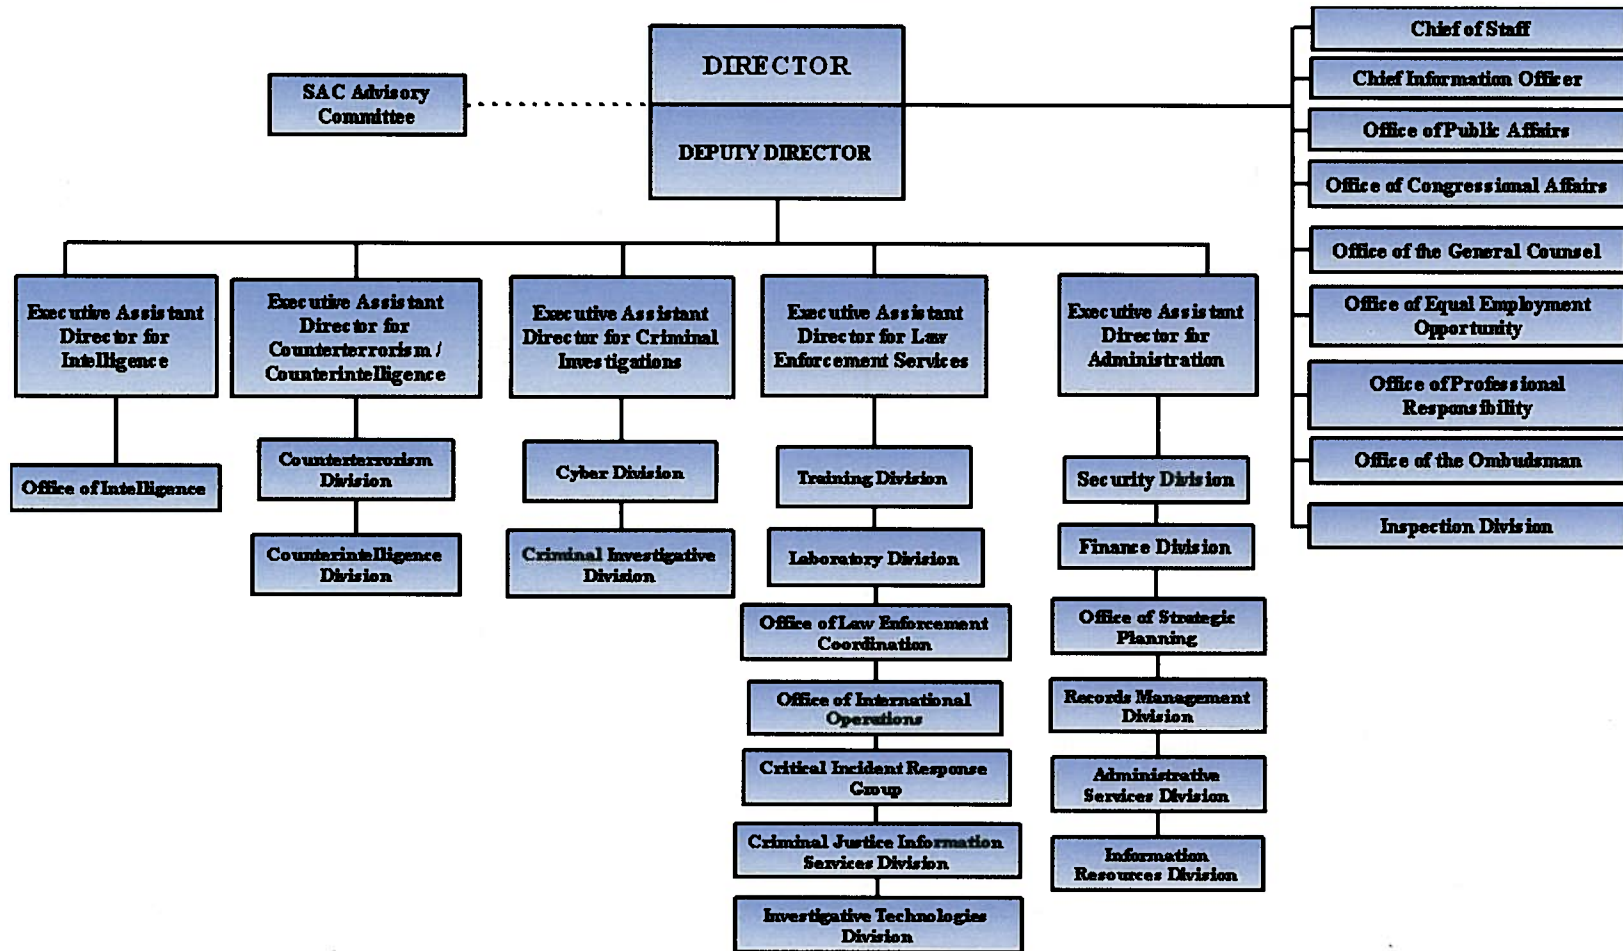 DIRECTOR
DEPUTY DIRECTOR
SAC Advisory
Committee
Chief of Staff
Chief Information Officer
Office of Public Affairs
Office of Congressional Affairs
Office of the General Counsel
Office of Equal Employment
Opportunity
Office of Professional
Responsibility
Office of the Ombudsman
Inspection Division
Executive Assistant
Director for
Intelligence
Office of Intelligence
Executive Assistant
Director for
Counterterrorism /
Counterintelligence
Counterterrorism
Division
Counterintelligence
Division
Executive Assistant
Director for Criminal
Investigations
Cyber Division
Criminal Investigative
Division
Executive Assistant
Director for Law
Enforcement Services
Training Division
Laboratory Division
Office of Law Enforcement
Coordination
Office of International
Operations
Critical Incident Response
Group
Criminal Justice Information
Services Division
Investigative Technologies
Division
Executive Assistant
Director for
Administration
Security Division
Finance Division
Office of Strategic
Planning
Records Management
Division
Administrative
Services Division
Information
Resources Division